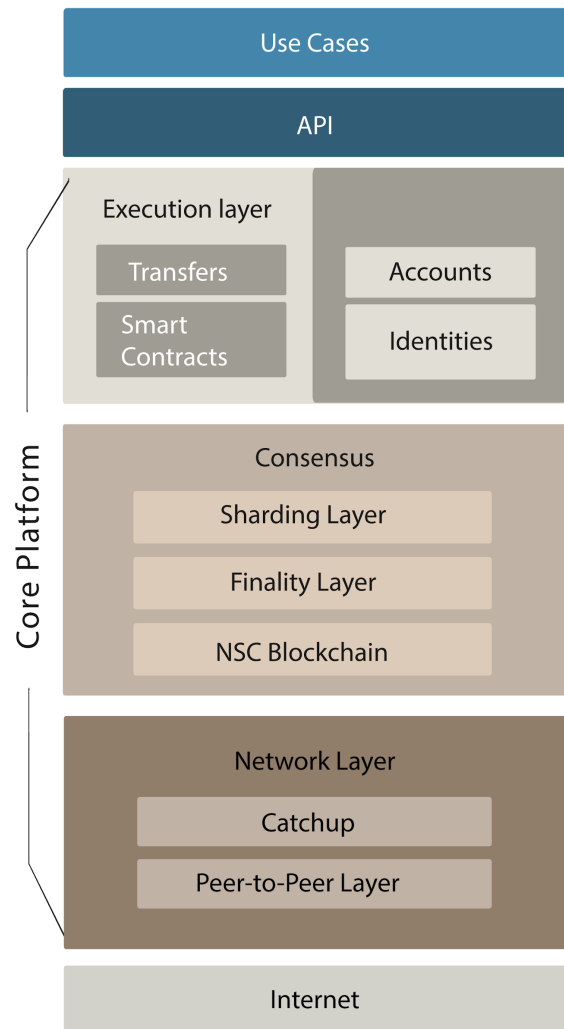 Use Cases
API
Execution layer
Transfers
Smart
Contracts
Accounts
Identities
Core Platform
Consensus
Sharding Layer
Finality Layer
NSC Blockchain
Network Layer
Catchup
Peer-to-Peer Layer
Internet